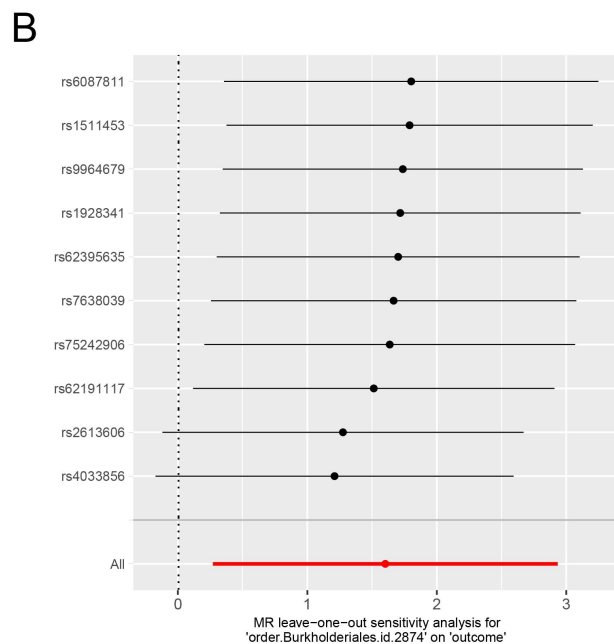 B
rs6087811
rs1511453
rs9964679
rs1928341
rs62395635
rs7638039
rs75242906
rs62191117
rs2613606
rs4033856
All
0 1 2 3
MR leave−one−out sensitivity analysis for
'order.Burkholderiales.id.2874' on 'outcome'